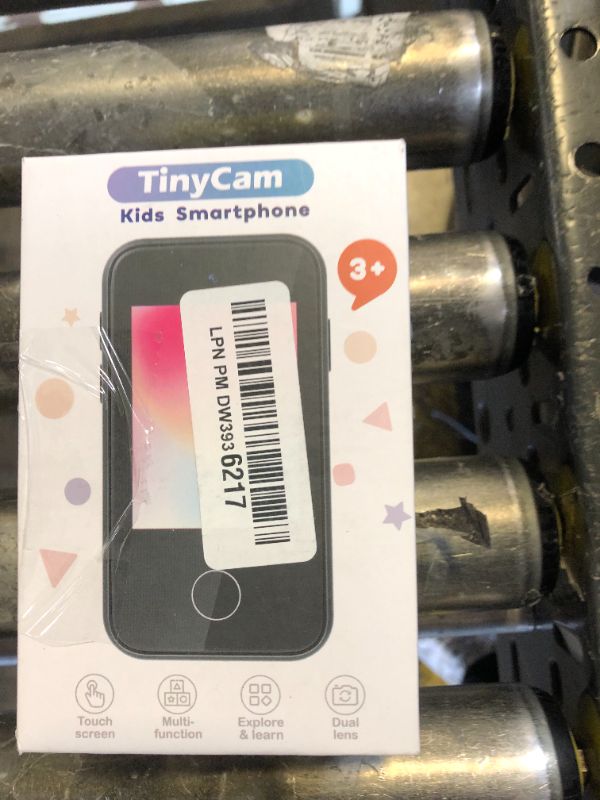 TinyCam
Kids Smartphone
3+
LPN PM DW393 6217
Touch
screen
Multi-
function
Explore
& learn
Dual
lens